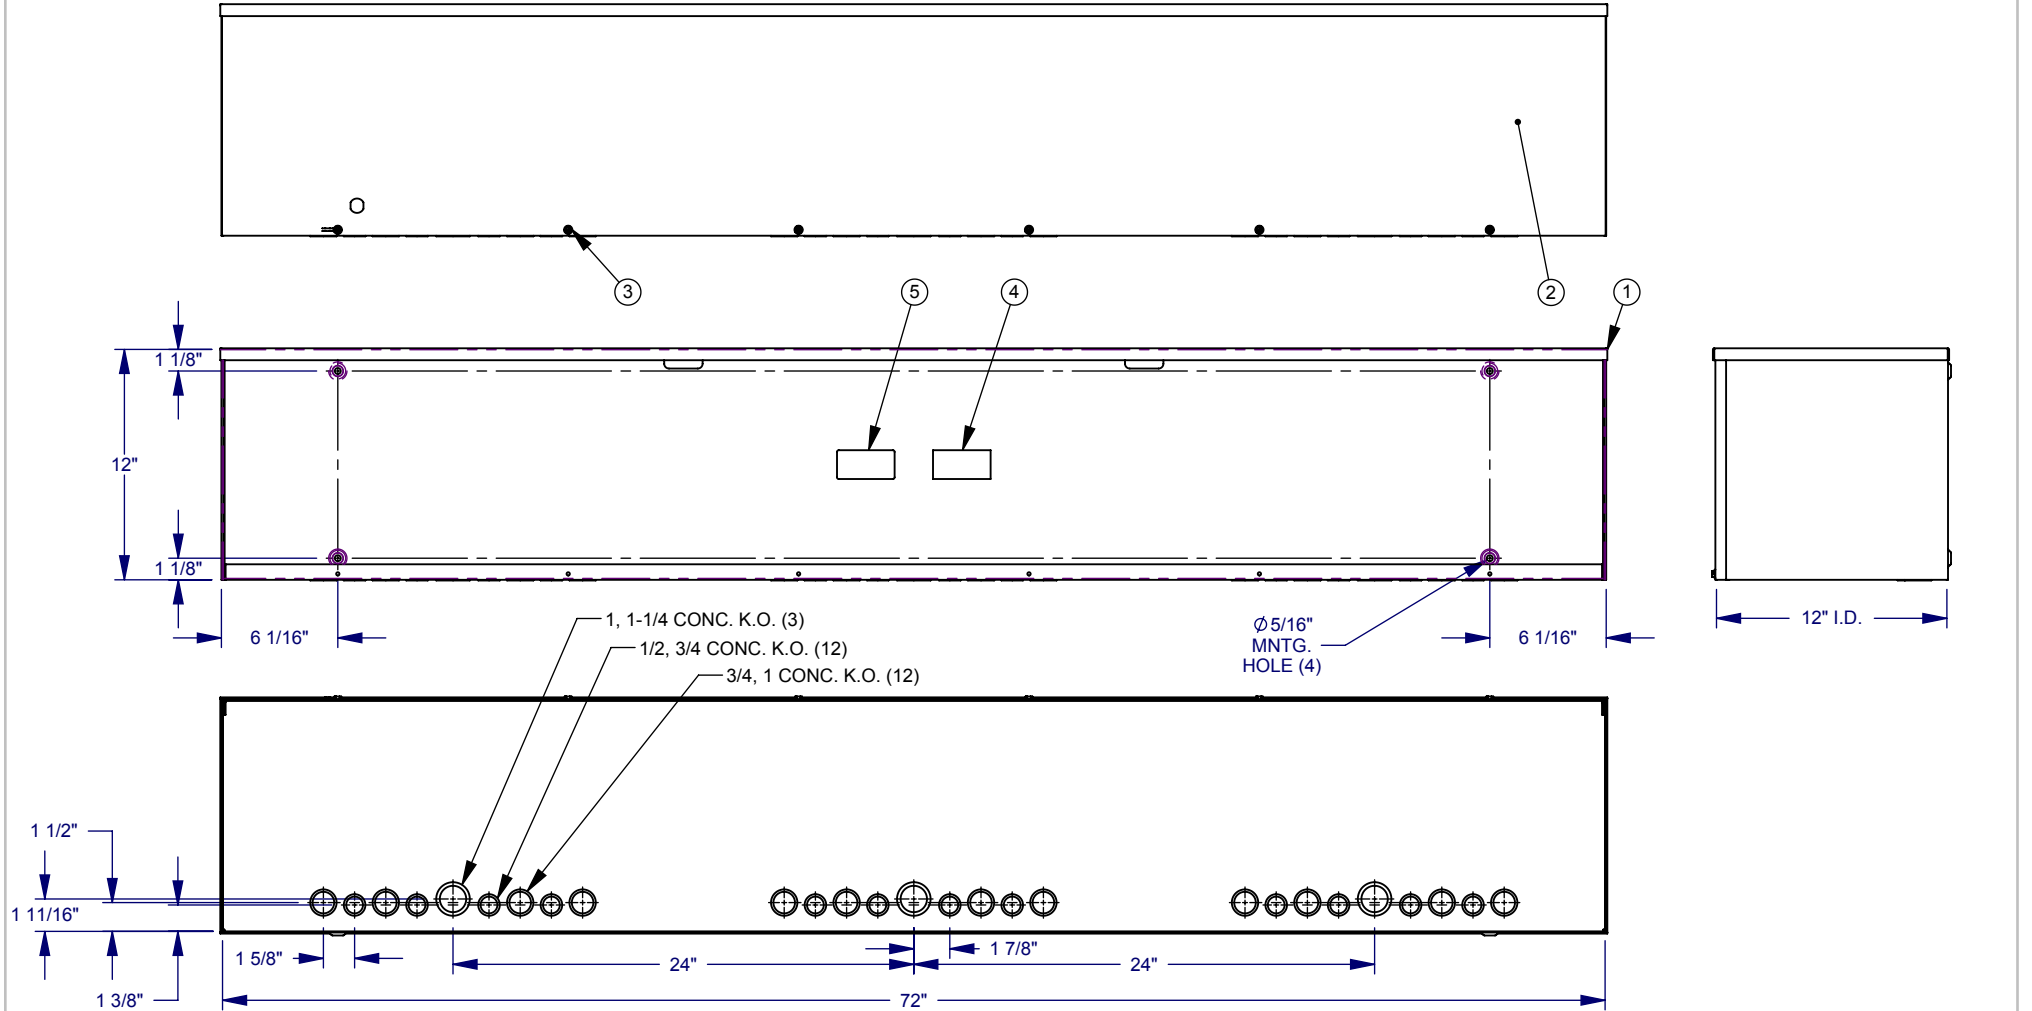 3
5
4
2
1
1 1/8"
12"
1 1/8"
6 1/16"
1, 1-1/4 CONC. K.O. (3)
1/2, 3/4 CONC. K.O. (12)
3/4, 1 CONC. K.O. (12)
Ø 5/16"
MNTG.
HOLE (4)
6 1/16"
12" I.D.
1 1/2"
1 11/16"
1 5/8"
1 3/8"
24"
1 7/8"
24"
72"